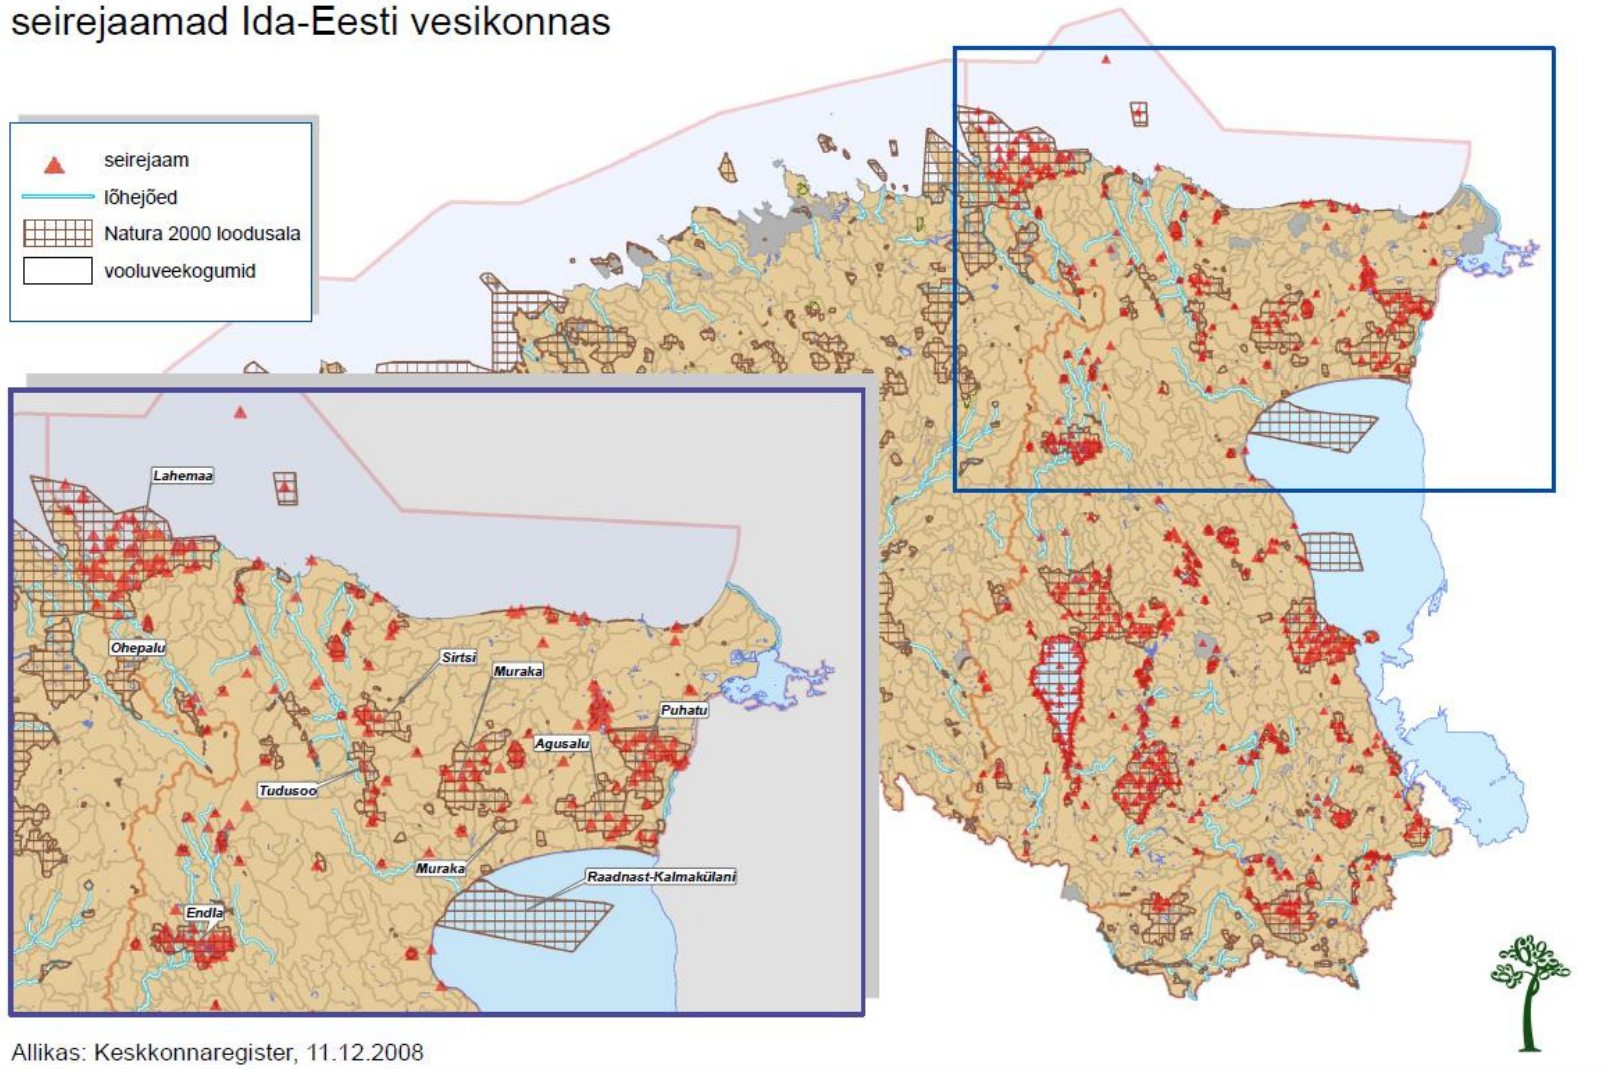 seirejaamad Ida-Eesti vesikonnas
seirejaam
lõhejõed
Natura 2000 loodusala
vooluveekogumid
Lahemaa
Ohepalu
Sirtsi
Muraka
Puhatu
Agusalu
Tudusoo
Muraka
Raadnast-Kalmakülani
Endla
Allikas: Keskkonnaregister, 11.12.2008